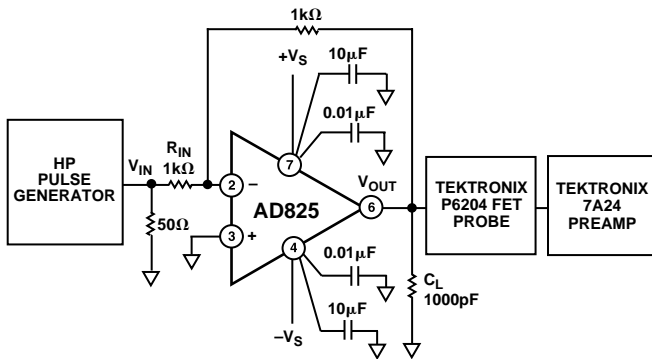 1kΩ
+VS
10µF
0.01µF
HP
PULSE
GENERATOR
VIN
RIN
1kΩ
50Ω
2
−
3
+
7
AD825
4
6
VOUT
TEKTRONIX
P6204 FET
PROBE
TEKTRONIX
7A24
PREAMP
0.01µF
10µF
−VS
CL
1000pF